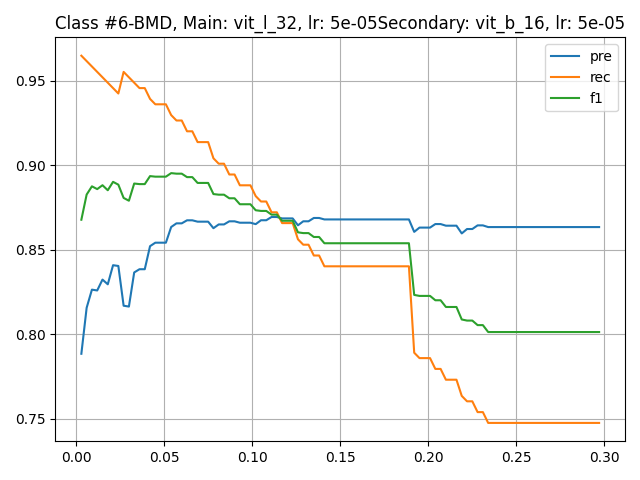 Class #6-BMD, Main: vit_l_32, lr: 5e-05Secondary: vit_b_16, lr: 5e-05
pre
rec
f1
0.95
0.90
0.85
0.80
0.75
0.00 0.05 0.10 0.15 0.20 0.25 0.30